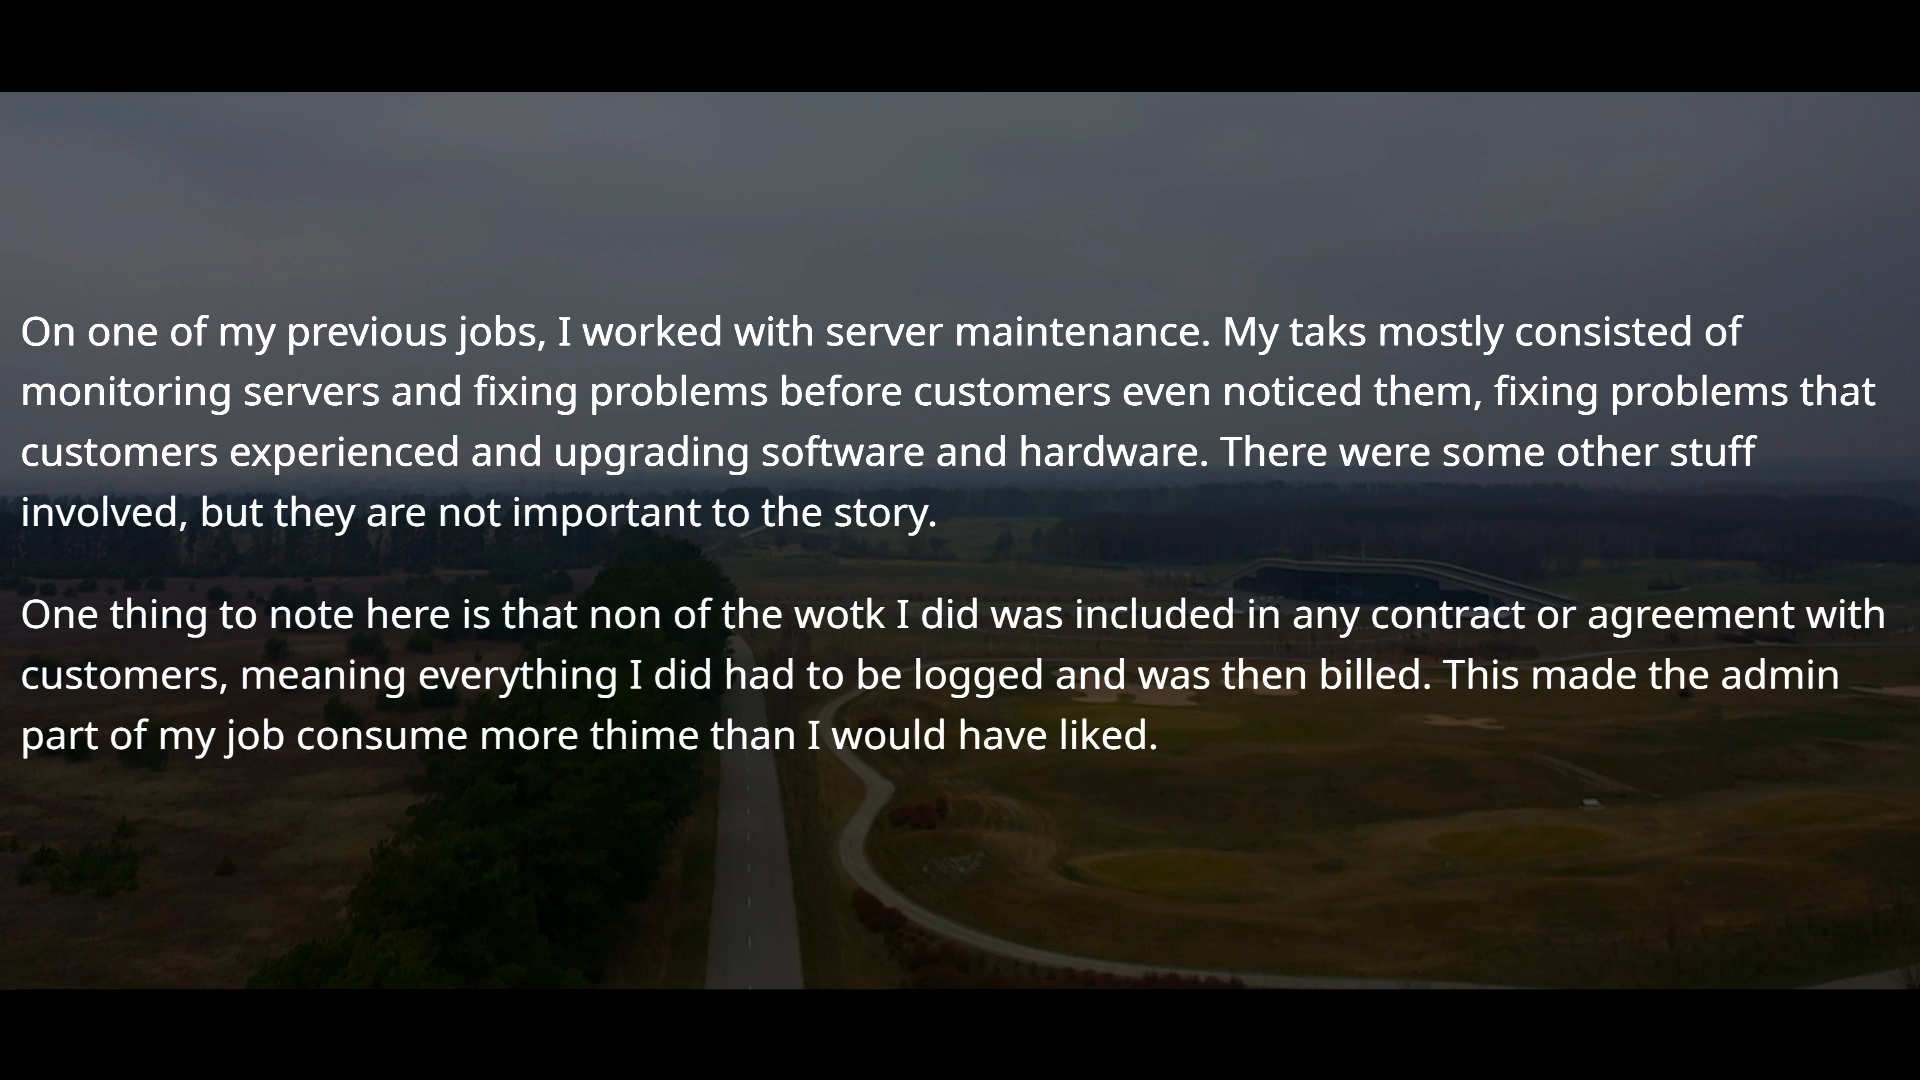 On one of my previous jobs, I worked with server maintenance. My taks mostly consisted of
monitoring servers and fixing problems before customers even noticed them, fixing problems that
customers experienced and upgrading software and hardware. There were some other stuff
involved, but they are not important to the story.
One thing to note here is that non of the wotk I did was included in any contract or agreement with
customers, meaning everything I did had to be logged and was then billed. This made the admin
part of my job consume more thime than I would have liked.